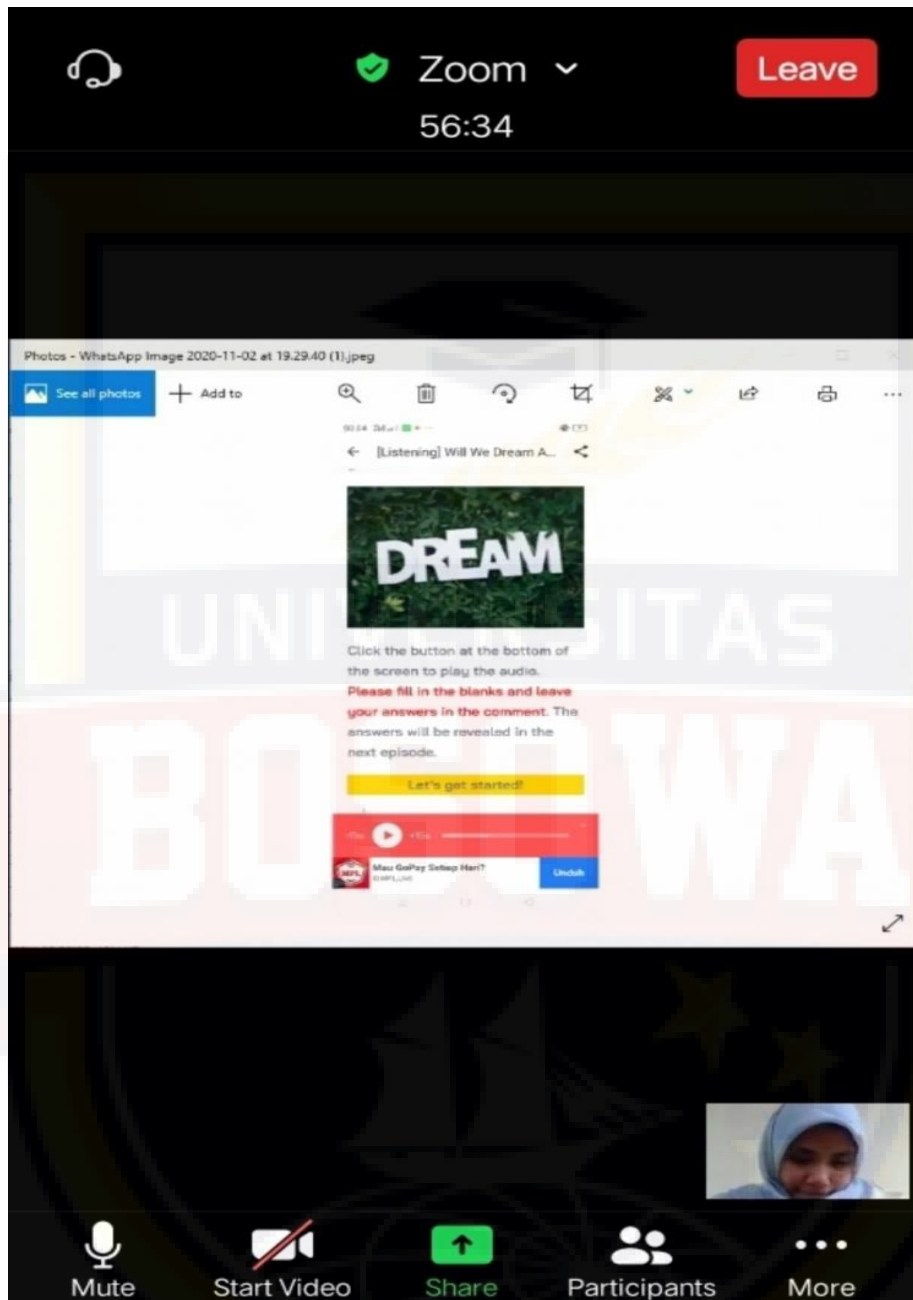 Zoom
Leave
56:34
Photos - WhatsApp Image 2020-11-02 at 19.29.40 (1).jpeg
See all photos
Add to
[Listening] Will We Dream A...
DREAM
Click the button at the bottom of
the screen to play the audio.
Please fill in the blanks and leave
your answers in the comment. The
answers will be revealed in the
next episode.
Let's get started!
Mau GoPay Setiap Hari?
Unduh
UNIVERSITAS
BOSOWA
Mute
Start Video
Share
Participants
More